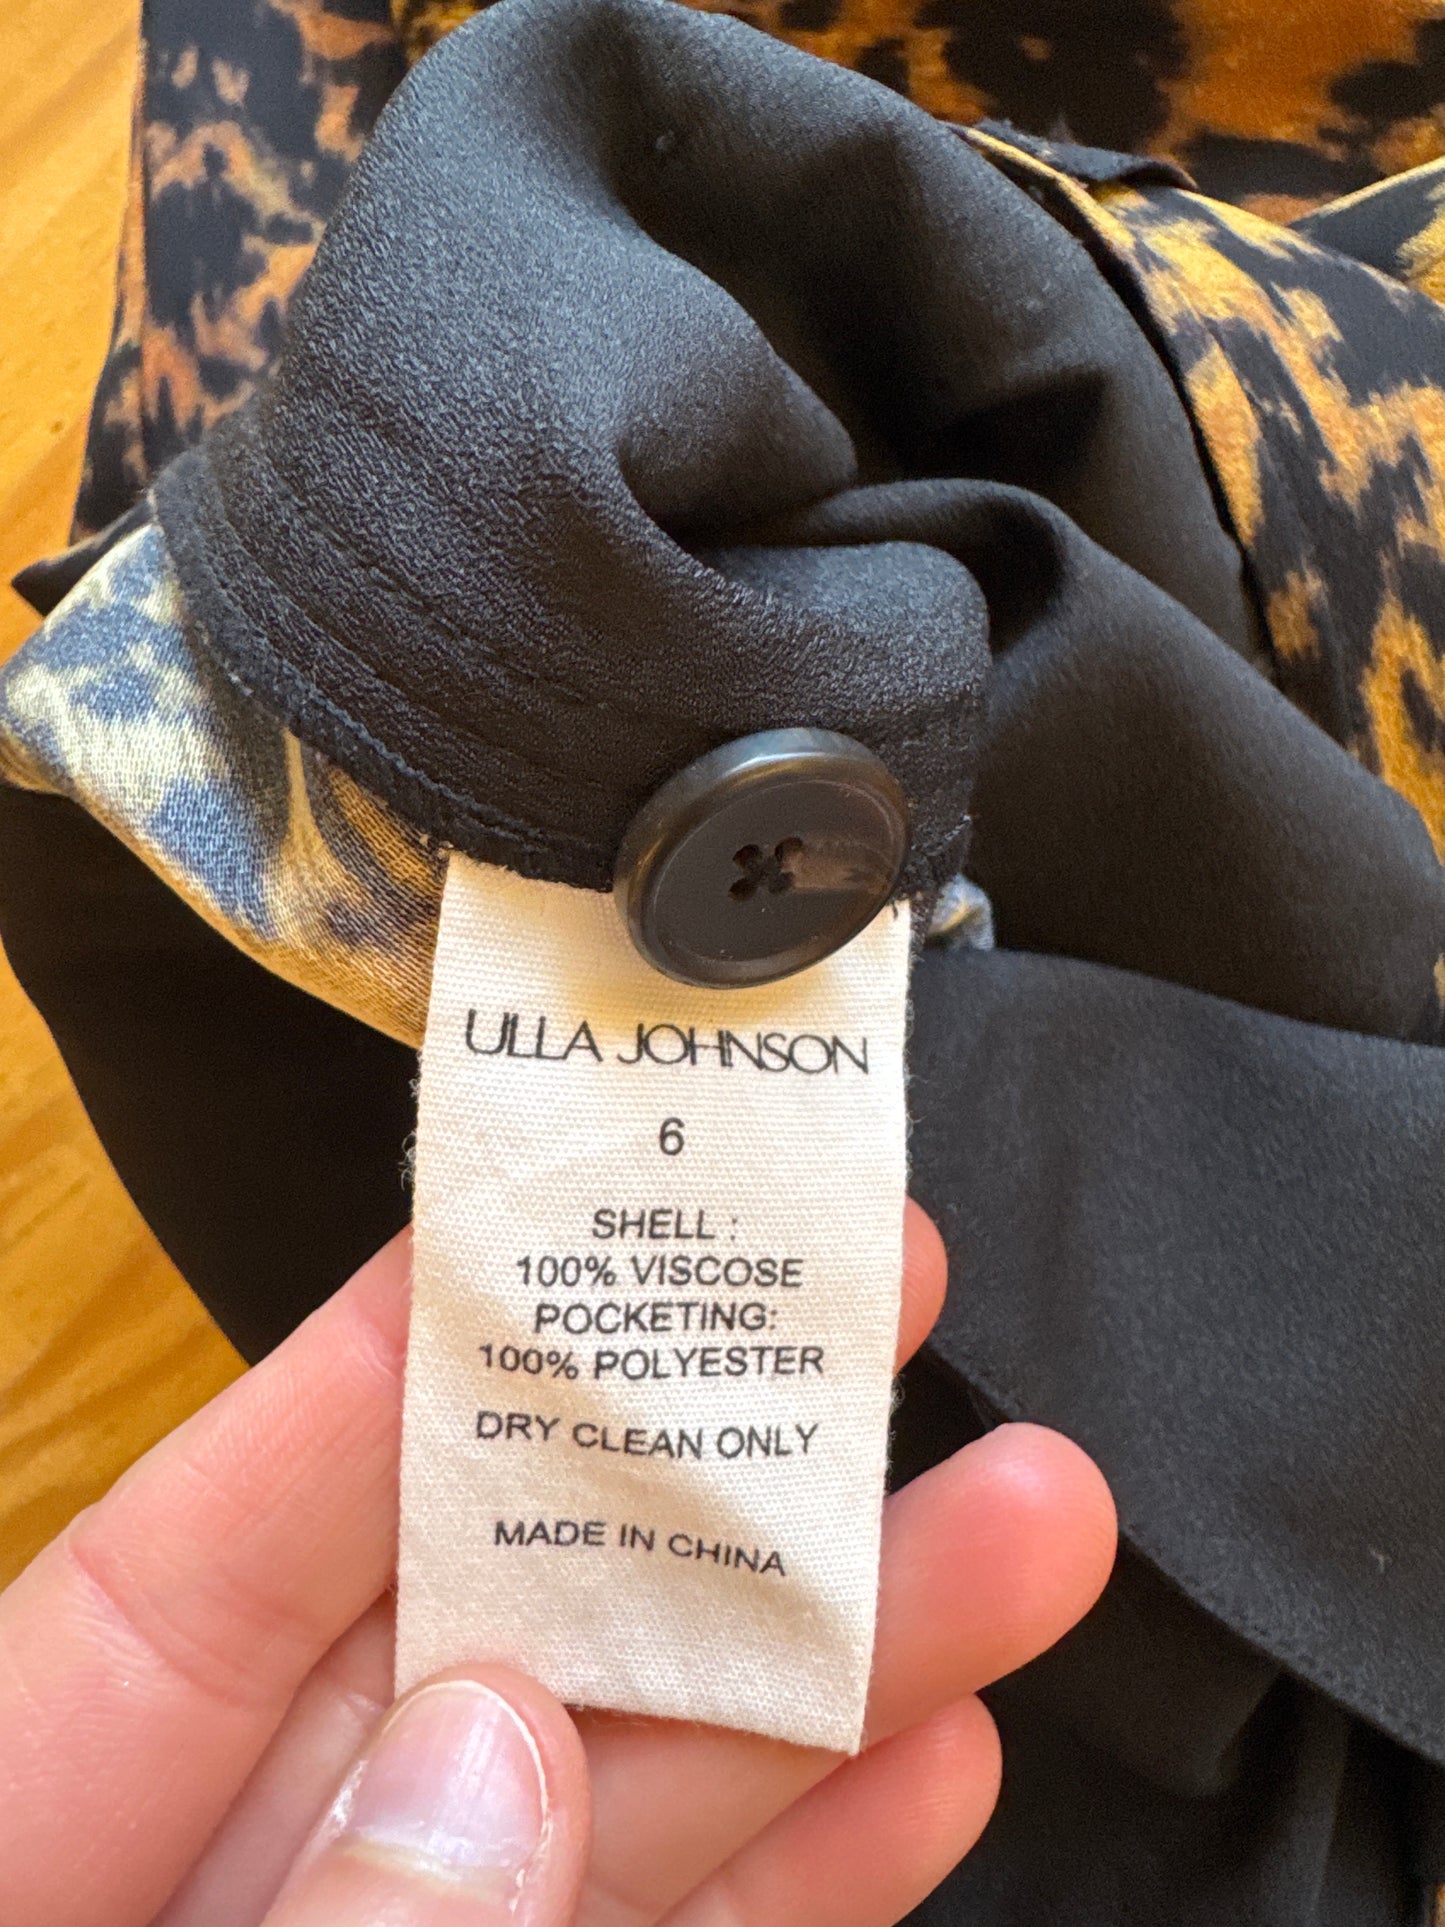 ULLA JOHNSON
6
SHELL :
100% VISCOSE
POCKETING:
100% POLYESTER
DRY CLEAN ONLY
MADE IN CHINA